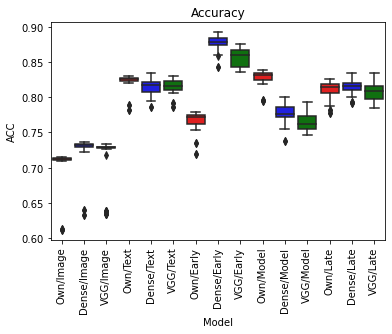 Accuracy
0.90
0.85
0.80
0.75
0.70
0.65
0.60
ACC
Own/Image
Dense/Image
VGG/Image
Own/Text
Dense/Text
VGG/Text
Own/Early
Dense/Early
VGG/Early
Own/Model
Dense/Model
VGG/Model
Own/Late
Dense/Late
VGG/Late
Model